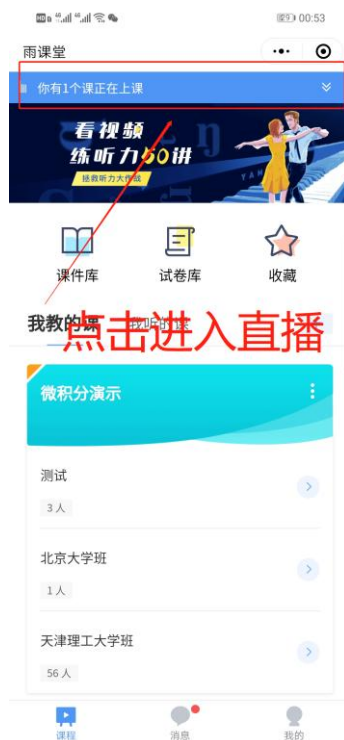 00:53
雨课堂
你有1个课正在上课
看视频
练听力50讲
拯救听力大作战
课件库 试卷库 收藏
我教的课 我听的课
点击进入直播
微积分演示
测试
3人
北京大学班
1人
天津理工大学班
56人
课程 消息 我的